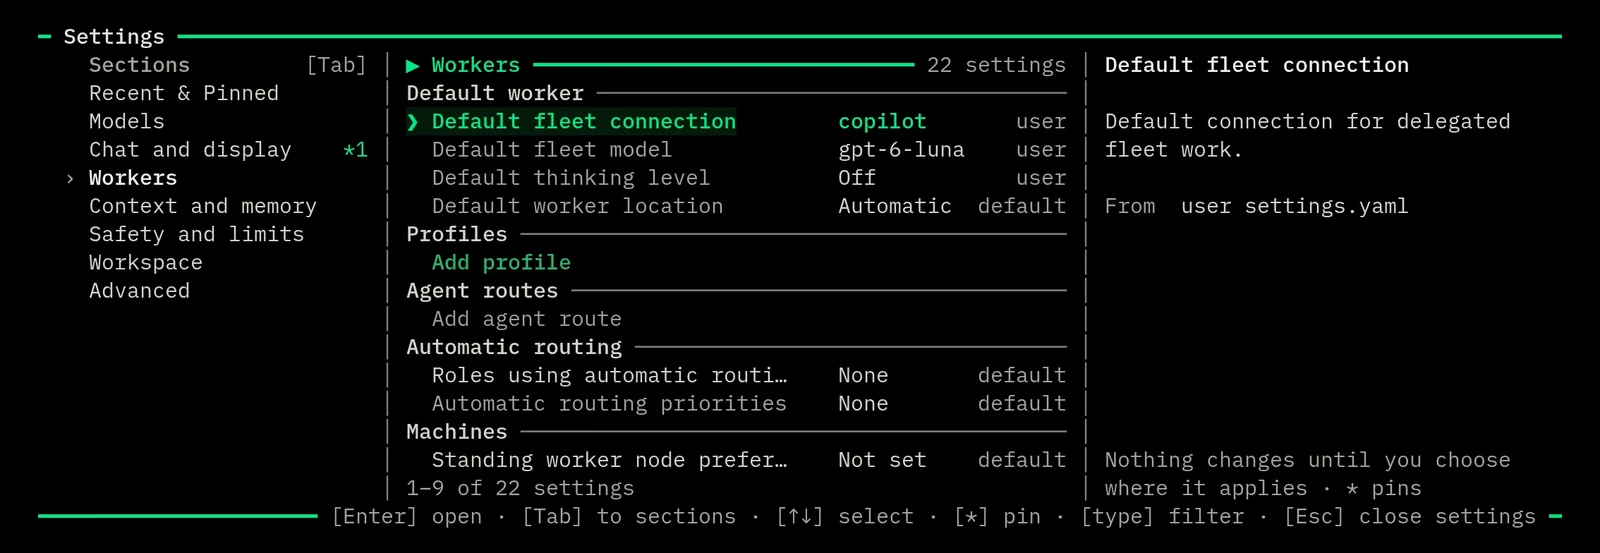 Settings
Sections [Tab]
Recent & Pinned
Models
Chat and display *1
› Workers
Context and memory
Safety and limits
Workspace
Advanced
▶ Workers 22 settings
Default worker
❯ Default fleet connection copilot user
Default fleet model gpt-6-luna user
Default thinking level Off user
Default worker location Automatic default
Profiles
Add profile
Agent routes
Add agent route
Automatic routing
Roles using automatic routi… None default
Automatic routing priorities None default
Machines
Standing worker node prefer… Not set default
1–9 of 22 settings
Default fleet connection
Default connection for delegated
fleet work.
From user settings.yaml
Nothing changes until you choose
where it applies · * pins
[Enter] open · [Tab] to sections · [↑↓] select · [*] pin · [type] filter · [Esc] close settings